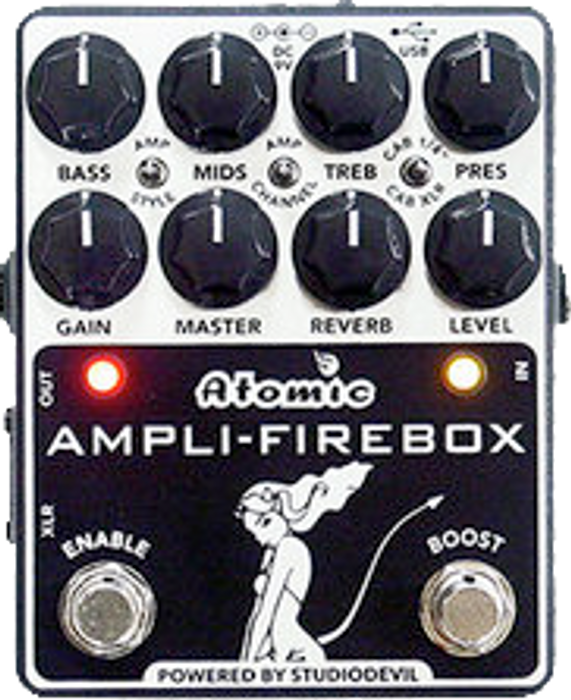 DC
9V
USB
BASS
AMP
STYLE
MIDS
AMP
CHANNEL
TREB
CAB 1/4"
CAB XLR
PRES
GAIN
MASTER
REVERB
LEVEL
OUT
IN
Atomic
AMPLI-FIREBOX
XLR
ENABLE
BOOST
POWERED BY STUDIODEVIL